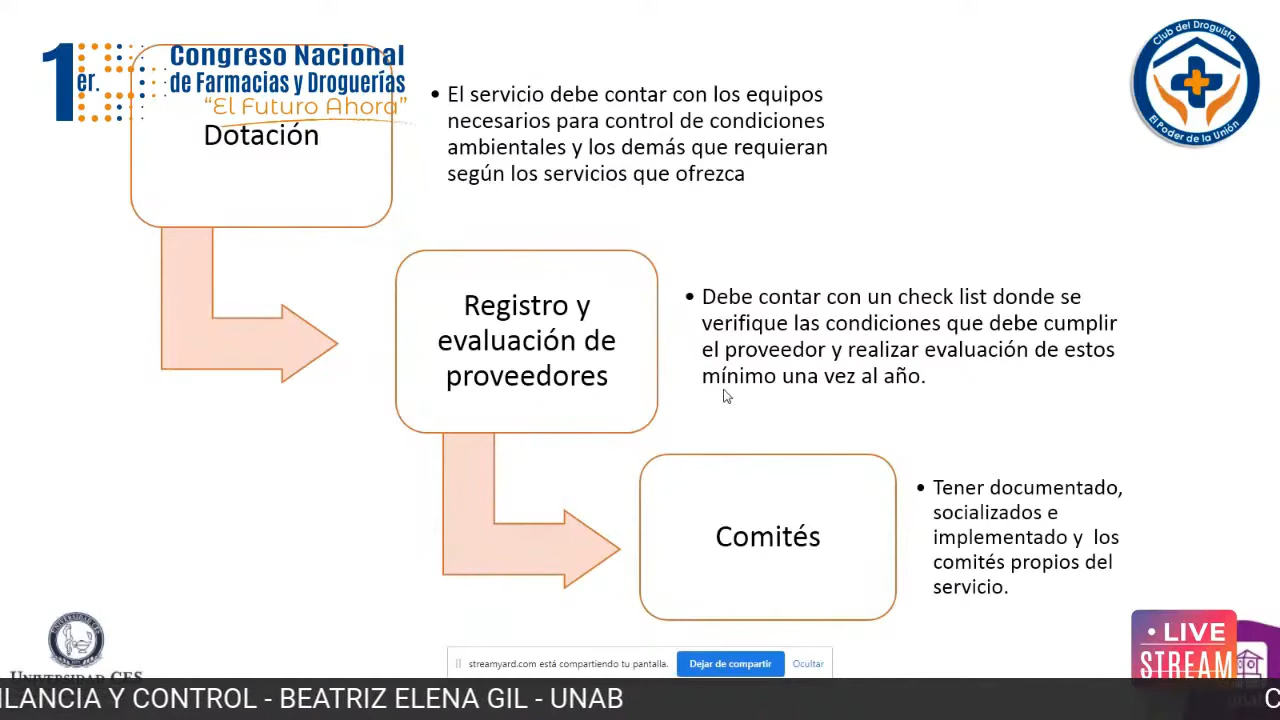 1er.
Congreso Nacional
de Farmacias y Droguerías
"El Futuro Ahora"
Club del Droguista
El Poder de la Unión
Dotación
• El servicio debe contar con los equipos
necesarios para control de condiciones
ambientales y los demás que requieran
según los servicios que ofrezca
Registro y
evaluación de
proveedores
• Debe contar con un check list donde se
verifique las condiciones que debe cumplir
el proveedor y realizar evaluación de estos
mínimo una vez al año.
Comités
• Tener documentado,
socializados e
implementado y los
comités propios del
servicio.
UNIVERSIDAD CES
streamyard.com está compartiendo tu pantalla.
Dejar de compartir
Ocultar
• LIVE
STREAM
ILANCIA Y CONTROL - BEATRIZ ELENA GIL - UNAB